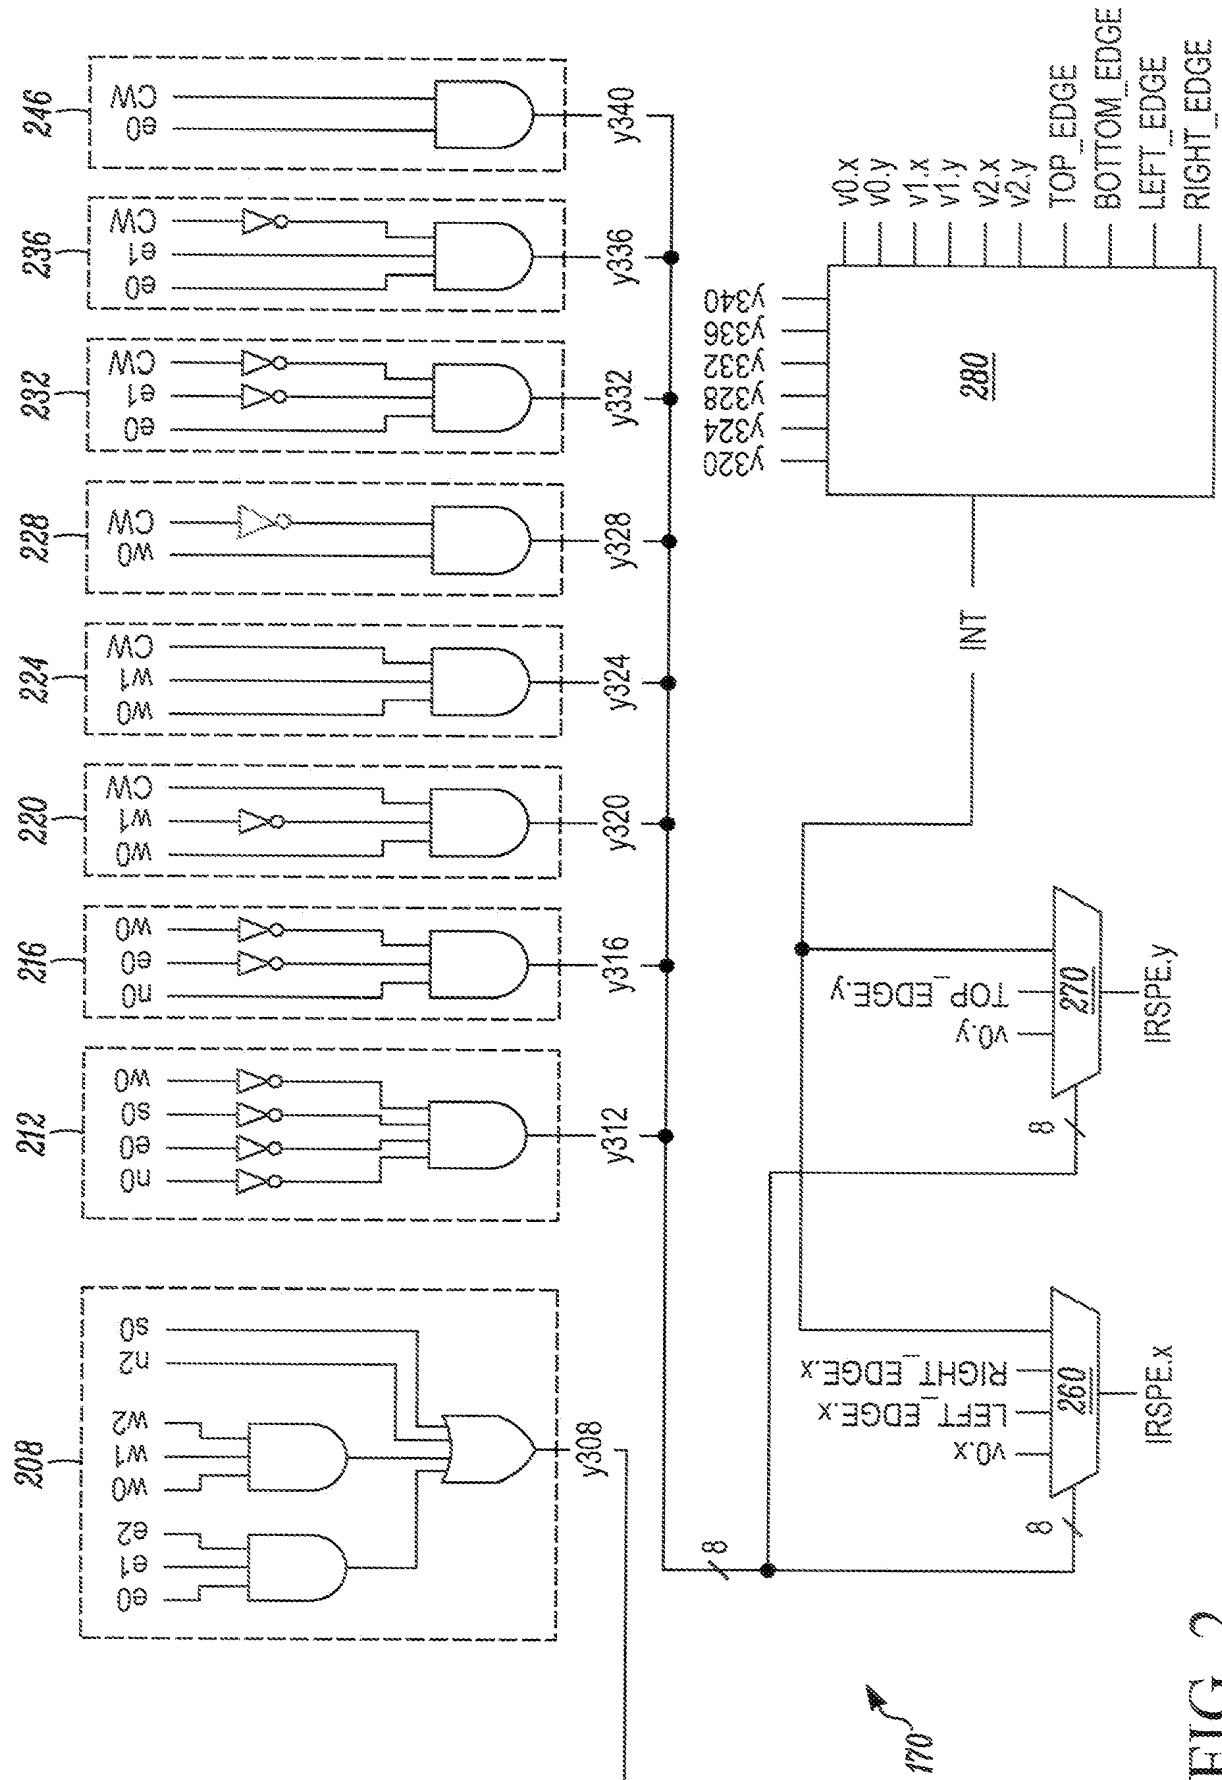 246
e0
CW
y340
236
e0
e1
CW
y336
232
e0
e1
CW
y332
228
w0
CW
y328
224
w0
w1
CW
y324
220
w0
w1
CW
y320
216
n0
e0
w0
y316
212
n0
e0
s0
w0
y312
208
e0
e1
e2
w0
w1
w2
n2
s0
y308
8
y320
y324
y328
y332
y336
y340
280
v0.x
v0.y
v1.x
v1.y
v2.x
v2.y
TOP_EDGE
BOTTOM_EDGE
LEFT_EDGE
RIGHT_EDGE
INT
v0.y
TOP_EDGE.y
270
8
IRSPE.y
v0.x
LEFT_EDGE.x
RIGHT_EDGE.x
260
8
IRSPE.x
170
FIG 2